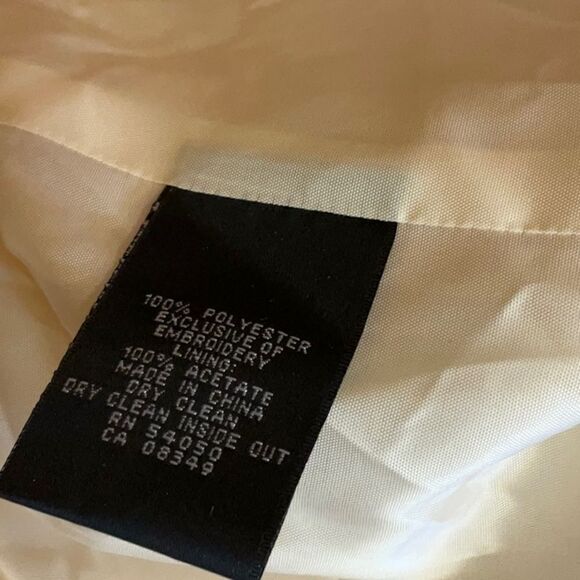 100% POLYESTER
EXCLUSIVE OF
EMBROIDERY
LINING:
100% ACETATE
MADE IN CHINA
DRY CLEAN
DRY CLEAN INSIDE OUT
RN 54050
CA 08349